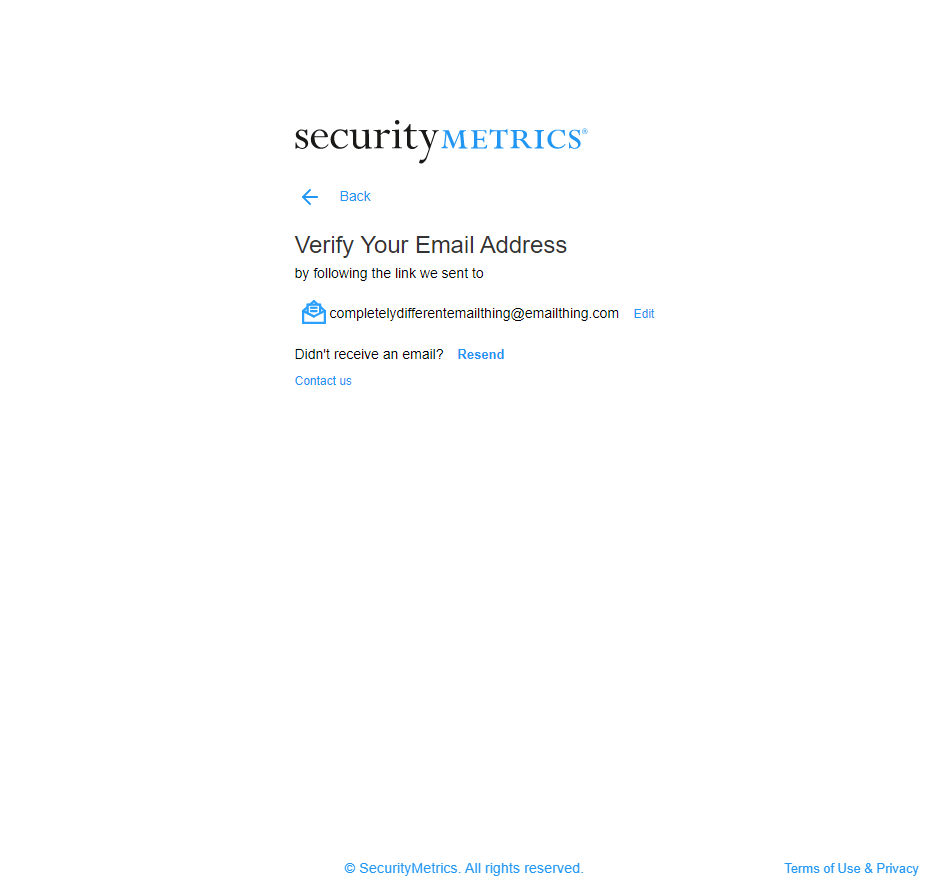 securityMETRICS®
Back
Verify Your Email Address
by following the link we sent to
completelydifferentemailthing@emailthing.com Edit
Didn't receive an email? Resend
Contact us
© SecurityMetrics. All rights reserved. Terms of Use & Privacy